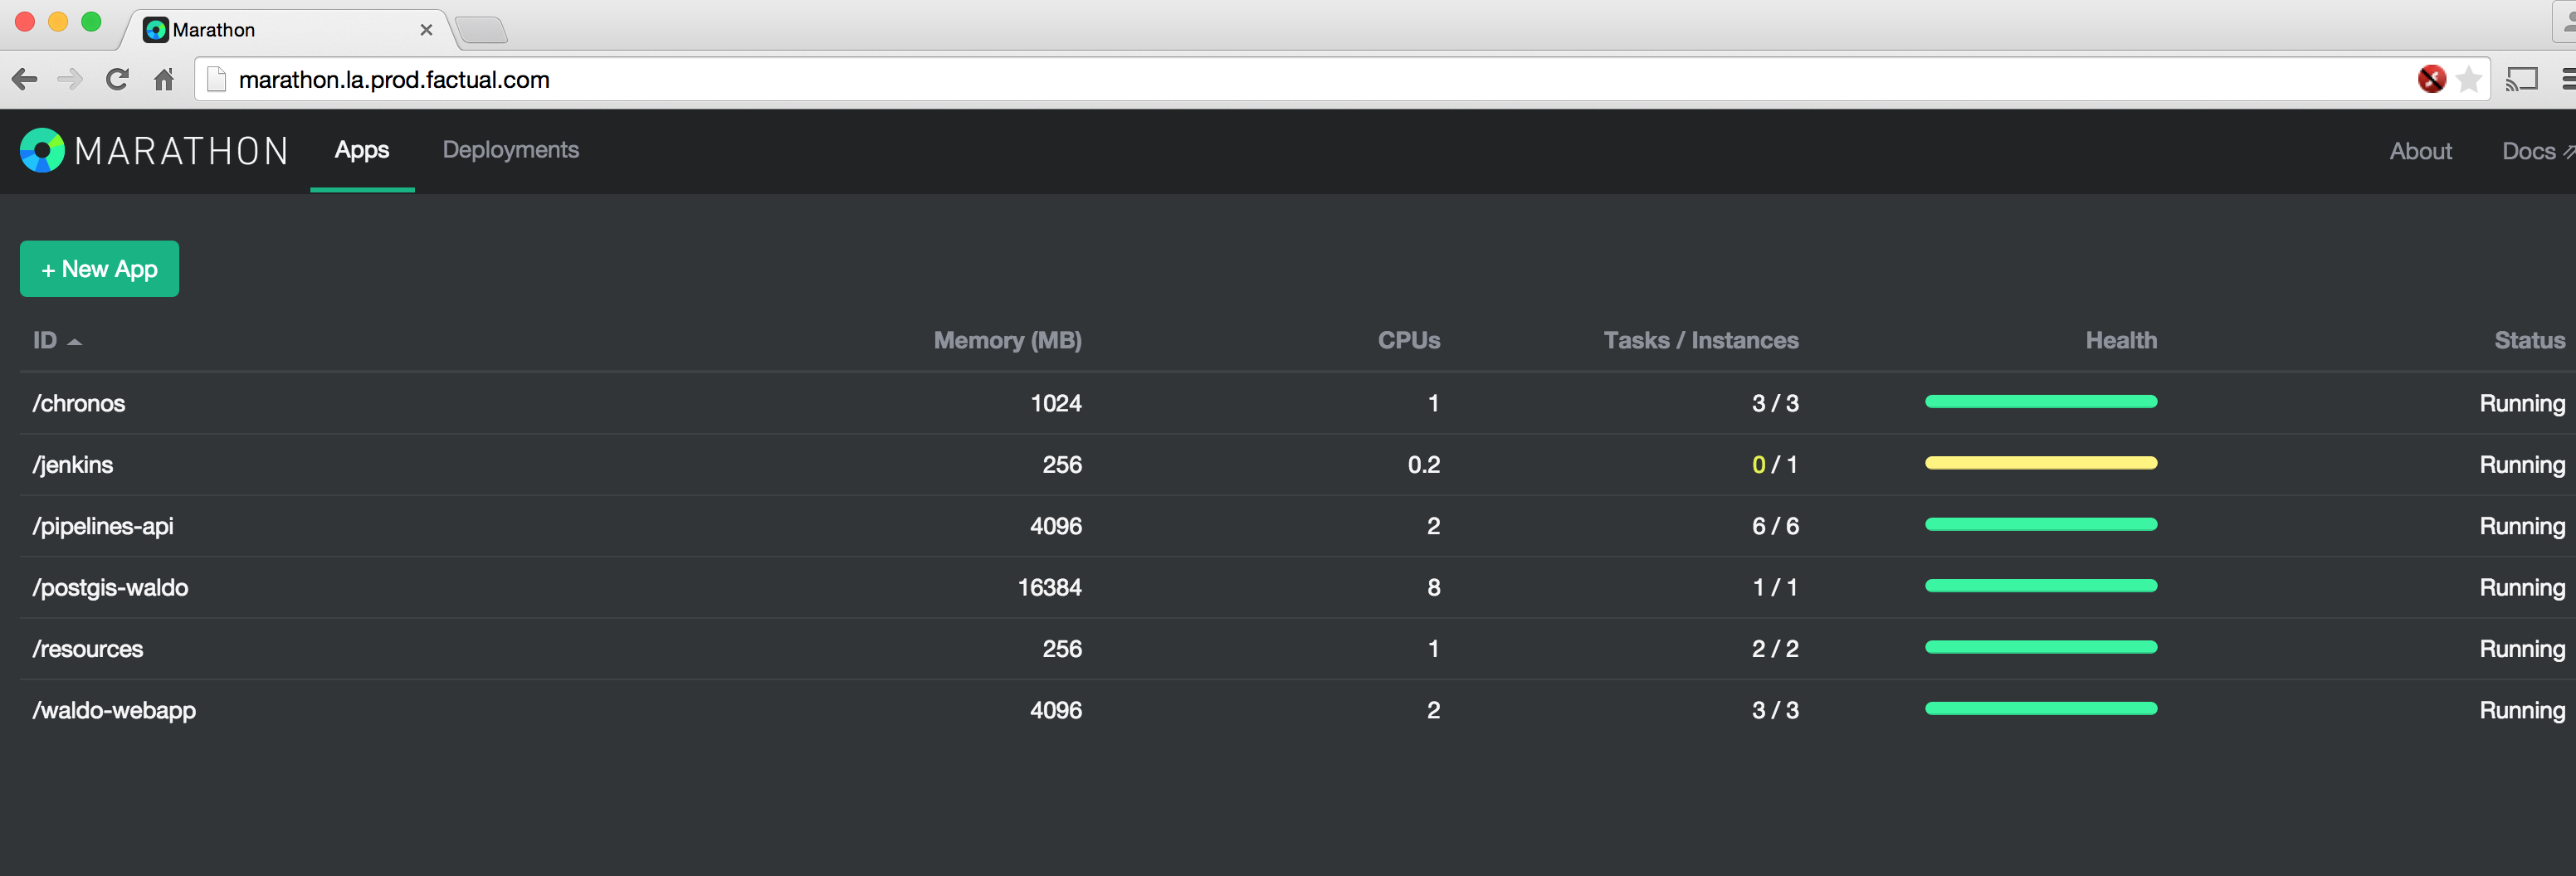 Marathon
marathon.la.prod.factual.com
MARATHON Apps Deployments About Docs
+ New App
ID Memory (MB) CPUs Tasks / Instances Health Status
/chronos 1024 1 3 / 3 Running
/jenkins 256 0.2 0 / 1 Running
/pipelines-api 4096 2 6 / 6 Running
/postgis-waldo 16384 8 1 / 1 Running
/resources 256 1 2 / 2 Running
/waldo-webapp 4096 2 3 / 3 Running